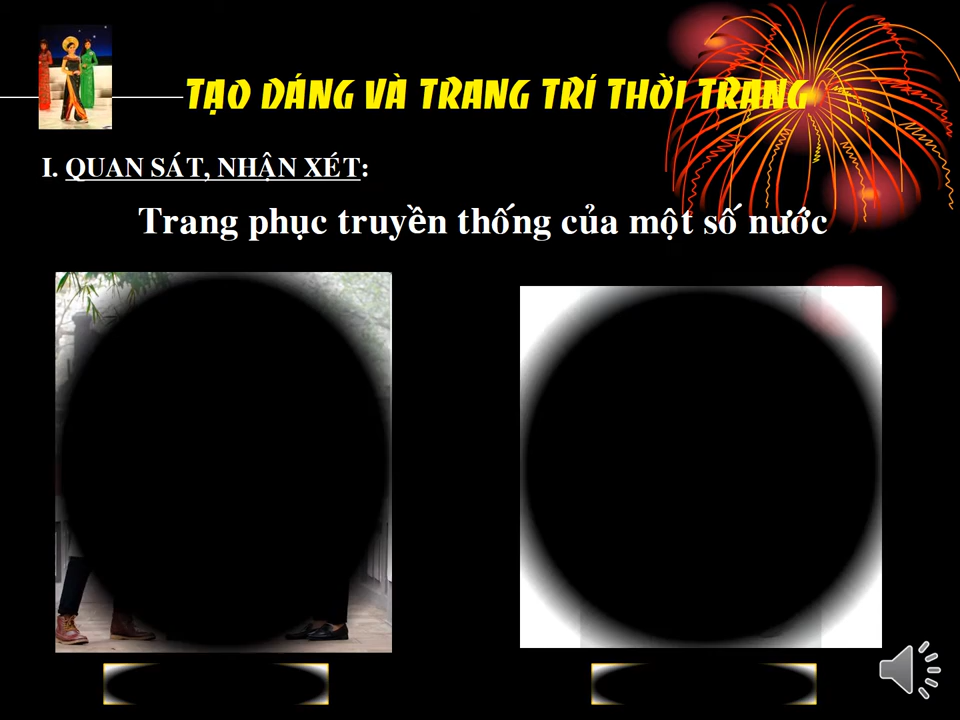 TẠO DÁNG VÀ TRANG TRÍ THỜI TRANG
I. QUAN SÁT, NHẬN XÉT:
Trang phục truyền thống của một số nước